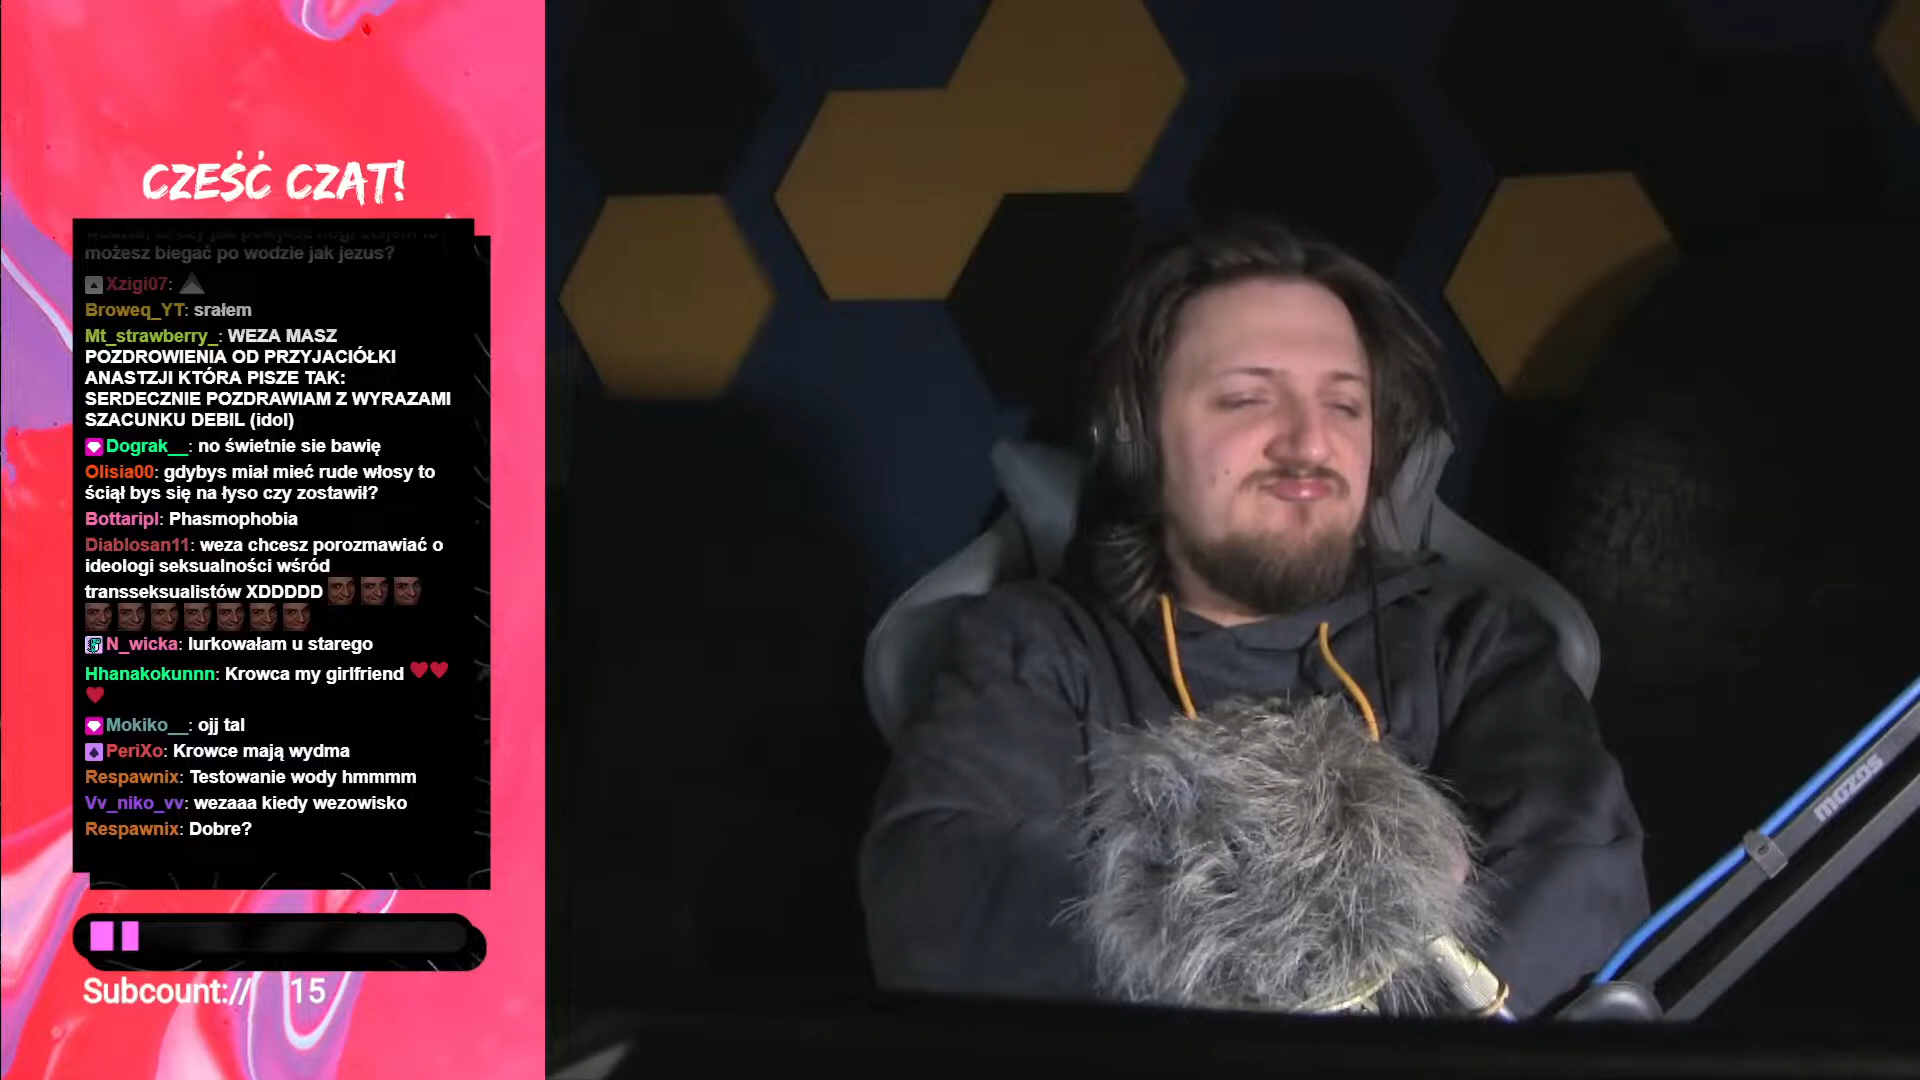 CZEŚĆ CZAT!
możesz biegać po wodzie jak jezus?
Xzigi07:
Broweq_YT: srałem
Mt_strawberry_: WEZA MASZ
POZDROWIENIA OD PRZYJACIÓŁKI
ANASTZJI KTÓRA PISZE TAK:
SERDECZNIE POZDRAWIAM Z WYRAZAMI
SZACUNKU DEBIL (idol)
Dograk__: no świetnie sie bawię
Olisia00: gdybys miał mieć rude włosy to
ściął bys się na łyso czy zostawił?
Bottaripl: Phasmophobia
Diablosan11: weza chcesz porozmawiać o
ideologi seksualności wśród
transseksualistów XDDDDD
N_wicka: lurkowałam u starego
Hhanakokunnn: Krowca my girlfriend
Mokiko__: ojj tal
PeriXo: Krowce mają wydma
Respawnix: Testowanie wody hmmmm
Vv_niko_vv: wezaaa kiedy wezowisko
Respawnix: Dobre?
Subcount:// 15
MOZOS